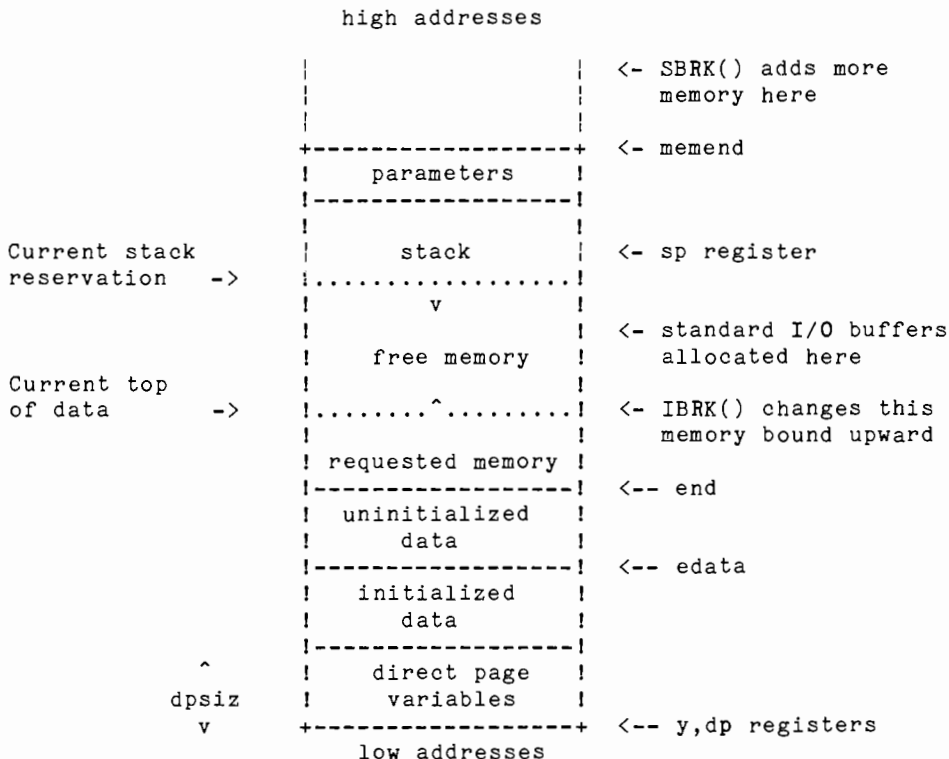 high addresses

                          |                   |  <- SBRK() adds more
                          |                   |     memory here
                          |                   |
                          |                   |
                          +-------------------+  <- memend
                          !    parameters     !
                          !-------------------!
                          !                   !
Current stack             |       stack       |  <- sp register
reservation    ->         !...................!
                          !         v         !
                          !                   !  <- standard I/O buffers
                          !    free memory    !     allocated here
Current top               !                   !
of data        ->         !........^..........!  <- IBRK() changes this
                          !                   !     memory bound upward
                          ! requested memory  !
                          !-------------------!  <-- end
                          !   uninitialized   !
                          !       data        !
                          !-------------------!  <-- edata
                          !    initialized    !
                          !       data        !
                          !-------------------!
             ^            !    direct page    !
           dpsiz          !     variables     !
             v            +-------------------+  <-- y,dp registers
                              low addresses